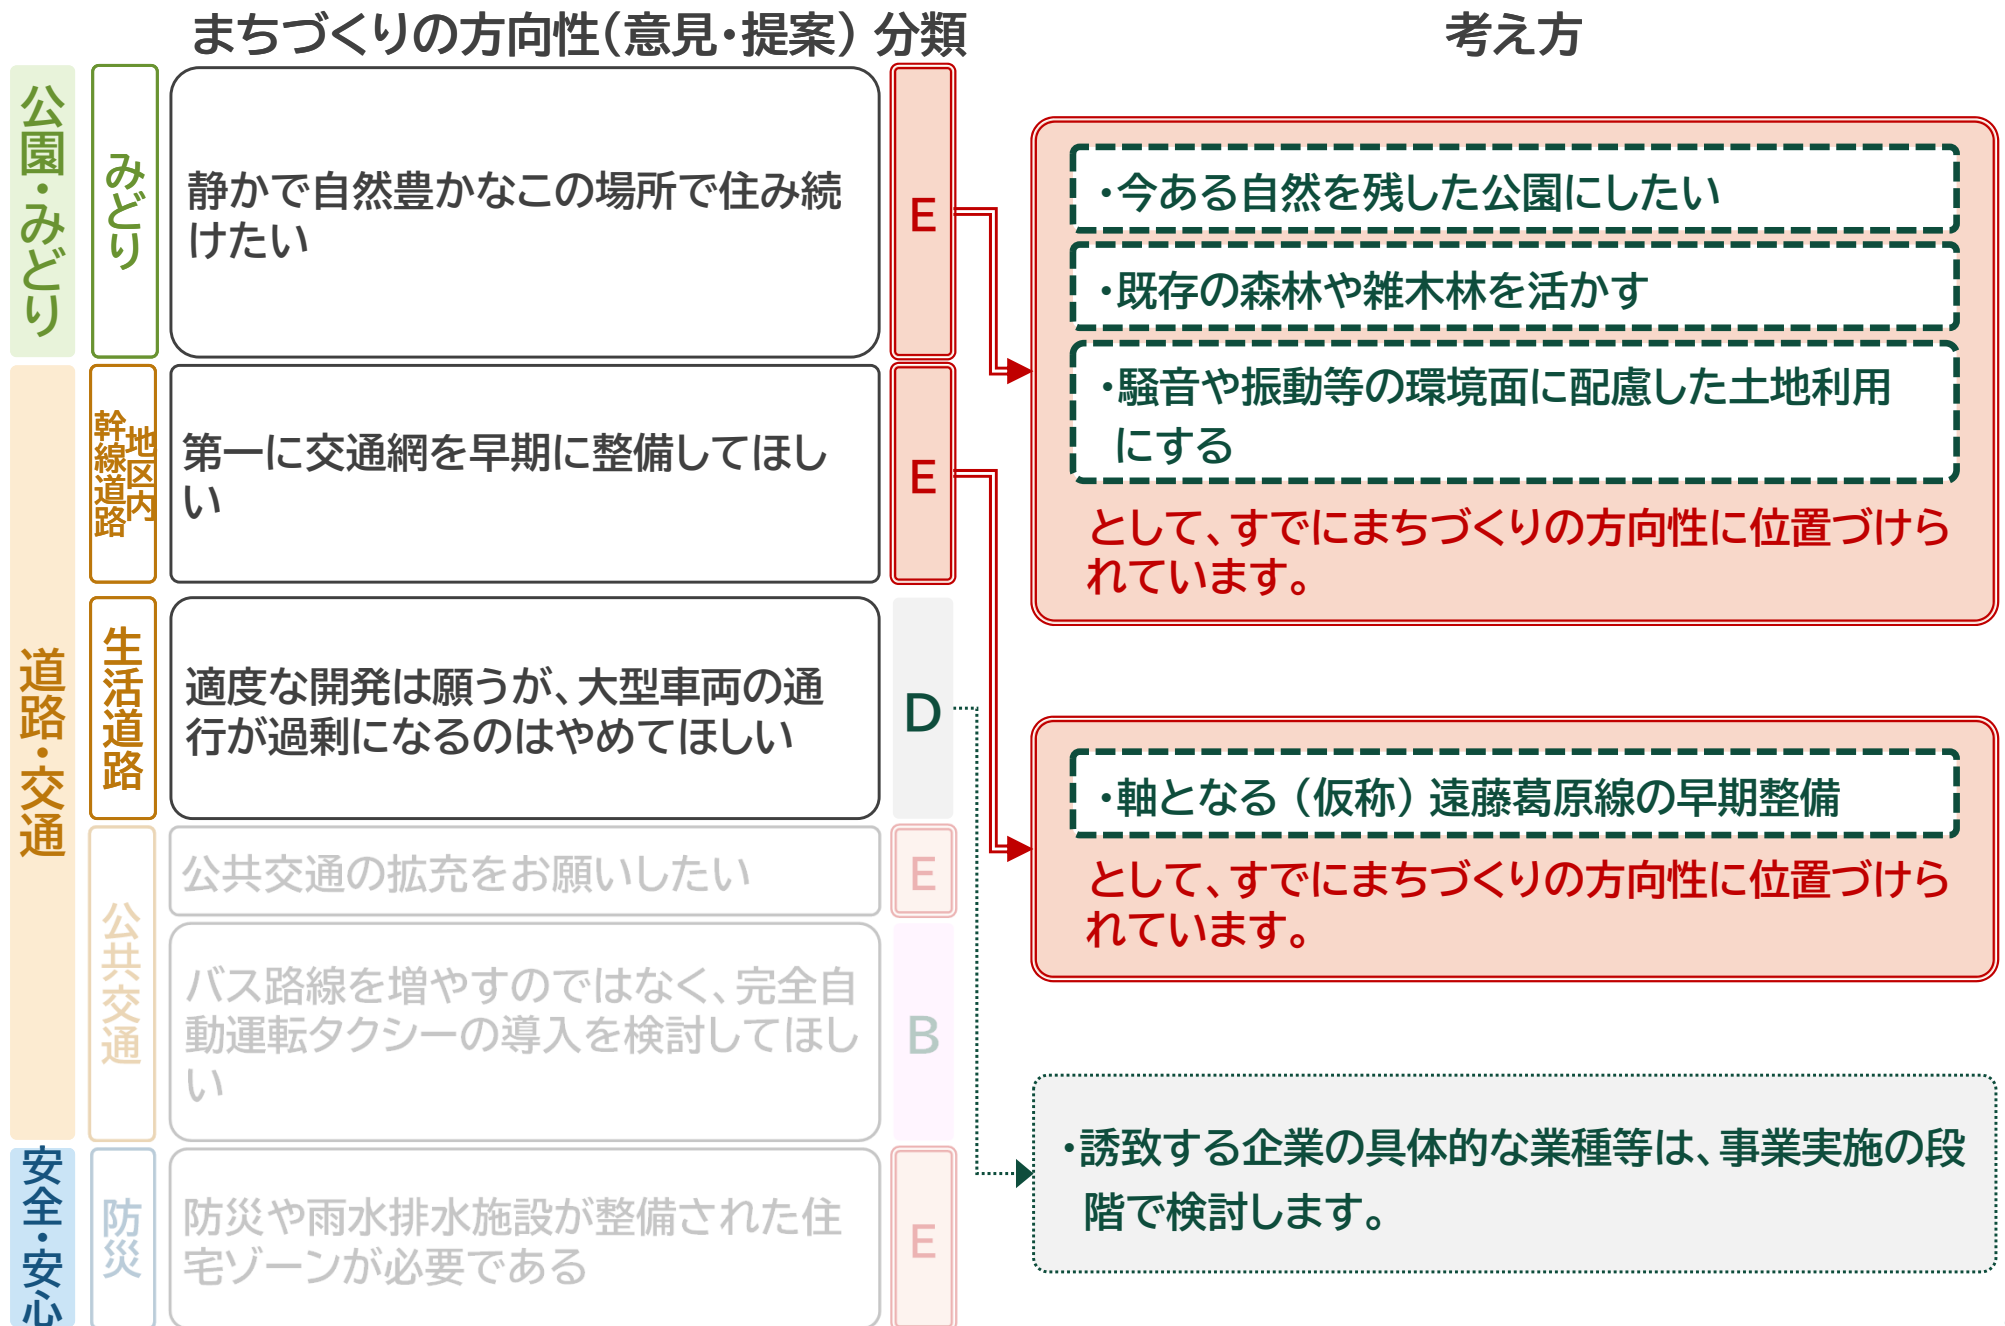 まちづくりの方向性（意見・提案）
分類
考え方
公園・みどり
みどり
静かで自然豊かなこの場所で住み続
けたい
E
・今ある自然を残した公園にしたい
・既存の森林や雑木林を活かす
・騒音や振動等の環境面に配慮した土地利用
にする
として、すでにまちづくりの方向性に位置づけら
れています。
道路・交通
地区内
幹線道路
第一に交通網を早期に整備してほし
い
E
・軸となる（仮称）遠藤葛原線の早期整備
として、すでにまちづくりの方向性に位置づけら
れています。
生活道路
適度な開発は願うが、大型車両の通
行が過剰になるのはやめてほしい
D
・誘致する企業の具体的な業種等は、事業実施の段
階で検討します。
公共交通
公共交通の拡充をお願いしたい
E
バス路線を増やすのではなく、完全自
動運転タクシーの導入を検討してほし
い
B
安全・安心
防災
防災や雨水排水施設が整備された住
宅ゾーンが必要である
E